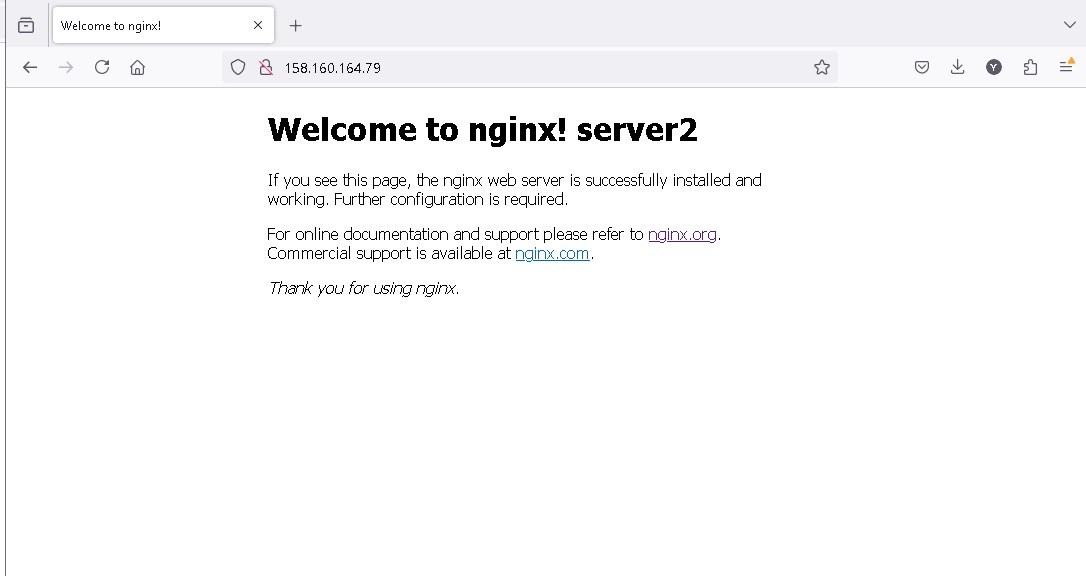 Welcome to nginx!
158.160.164.79
Y
Welcome to nginx! server2
If you see this page, the nginx web server is successfully installed and
working. Further configuration is required.
For online documentation and support please refer to nginx.org.
Commercial support is available at nginx.com.
Thank you for using nginx.